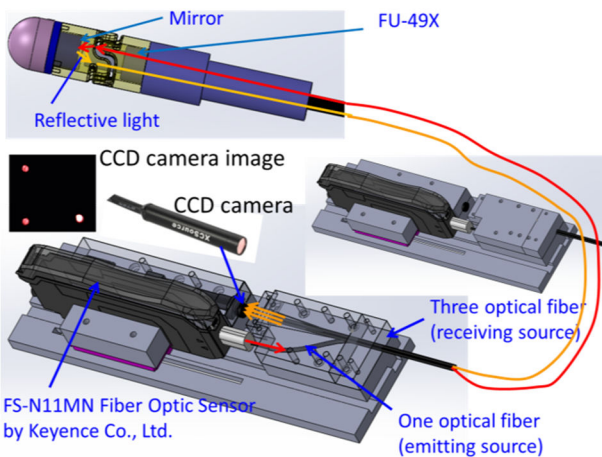 Mirror
FU-49X
Reflective light
CCD camera image
CCD camera
XCSource
Three optical fiber
(receiving source)
FS-N11MN Fiber Optic Sensor
by Keyence Co., Ltd.
One optical fiber
(emitting source)